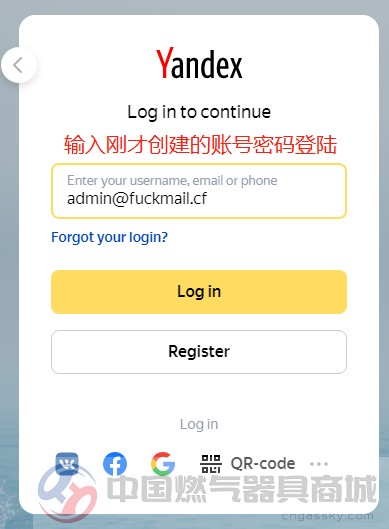 Yandex
Log in to continue
输入刚才创建的账号密码登陆
Enter your username, email or phone
admin@fuckmail.cf
Forgot your login?
Log in
Register
Log in
QR-code
中国燃气器具商城
cngassky.com